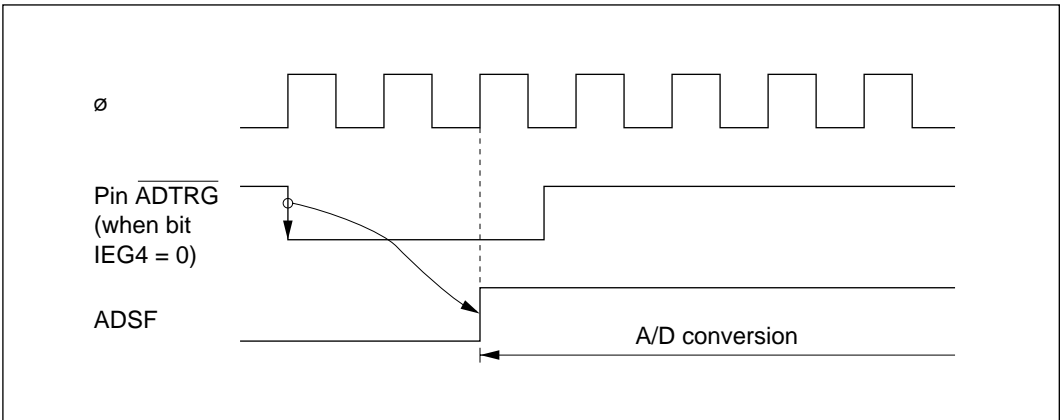 ø
Pin ADTRG
(when bit
IEG4 = 0)
ADSF
A/D conversion